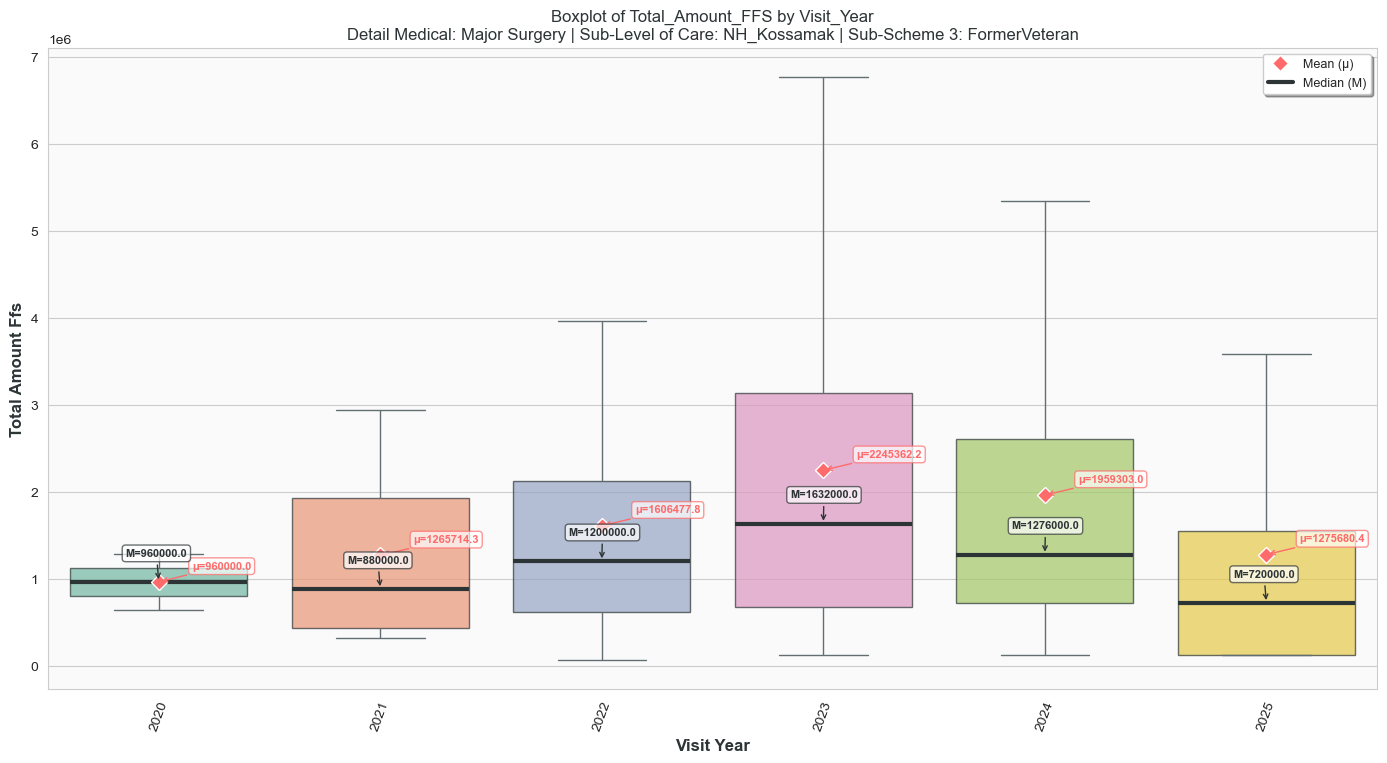 Boxplot of Total_Amount_FFS by Visit_Year
Detail Medical: Major Surgery | Sub-Level of Care: NH_Kossamak | Sub-Scheme 3: FormerVeteran
1e6
Mean (μ)
Median (M)
7
6
5
4
3
2
1
0
Total Amount Ffs
M=960000.0
μ=960000.0
μ=1265714.3
M=880000.0
μ=1606477.8
M=1200000.0
μ=2245362.2
M=1632000.0
μ=1959303.0
M=1276000.0
μ=1275680.4
M=720000.0
2020
2021
2022
2023
2024
2025
Visit Year